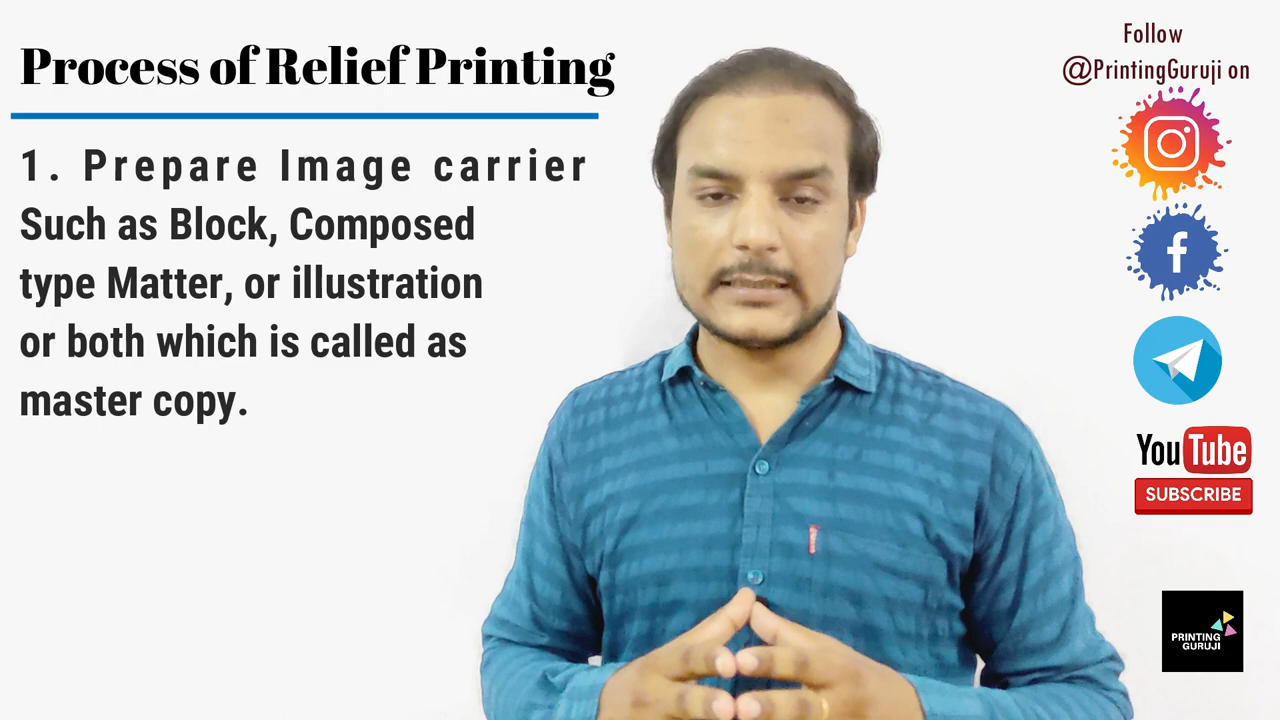 Process of Relief Printing
1. Prepare Image carrier
Such as Block, Composed
type Matter, or illustration
or both which is called as
master copy.
Follow
@PrintingGuruji on
f
YouTube
SUBSCRIBE
PRINTING
GURUJI